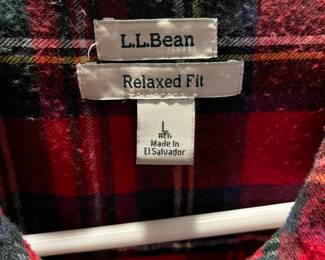 L.L.Bean
Relaxed Fit
L
REG
Made In
El Salvador